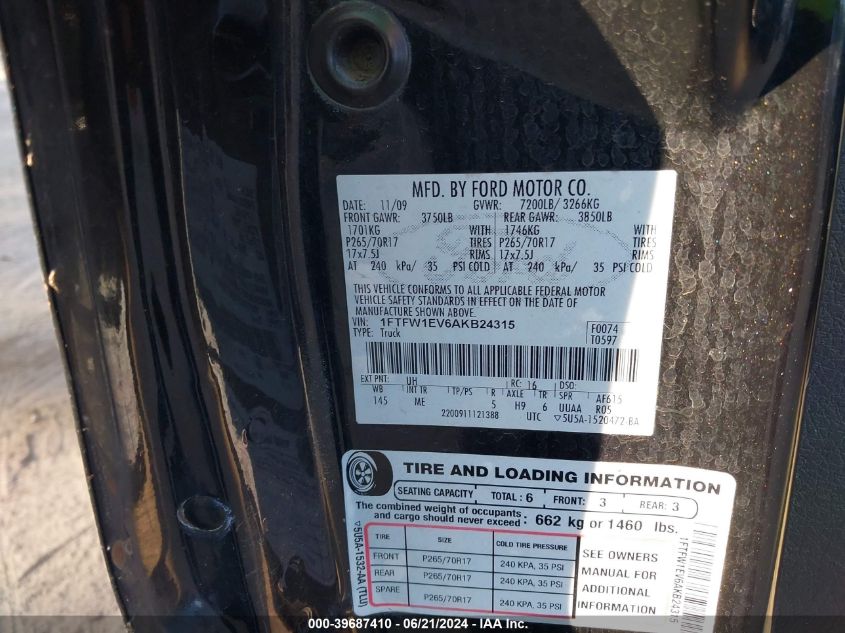 MFD. BY FORD MOTOR CO.
DATE: 11/09 GVWR: 7200LB/ 3266KG
FRONT GAWR: 3750LB REAR GAWR: 3850LB
1701KG WITH 1746KG WITH
P265/70R17 TIRES P265/70R17 TIRES
17x7.5J RIMS 17x7.5J RIMS
AT 240 kPa/ 35 PSI COLD AT 240 kPa/ 35 PSI COLD
THIS VEHICLE CONFORMS TO ALL APPLICABLE FEDERAL MOTOR
VEHICLE SAFETY STANDARDS IN EFFECT ON THE DATE OF
MANUFACTURE SHOWN ABOVE.
VIN: 1FTFW1EV6AKB24315 F0074
TYPE: Truck T0597
EXT PNT: UH RC: 16 DSO:
WB INT TR TP/PS R AXLE TR SPR AF615
145 ME 5 H9 6 UUAA R05
2200911121388 UTC ▽5U5A-1520472-BA
TIRE AND LOADING INFORMATION
SEATING CAPACITY TOTAL: 6 FRONT: 3 REAR: 3
The combined weight of occupants
and cargo should never exceed: 662 kg or 1460 lbs.
TIRE SIZE COLD TIRE PRESSURE
FRONT P265/70R17 240 KPA, 35 PSI
REAR P265/70R17 240 KPA, 35 PSI
SPARE P265/70R17 240 KPA, 35 PSI
SEE OWNERS
MANUAL FOR
ADDITIONAL
INFORMATION
▽5U5A-1532-AA (TLU)
1FTFW1EV6AKB24315
000-39687410 - 06/21/2024 - IAAI, Inc.